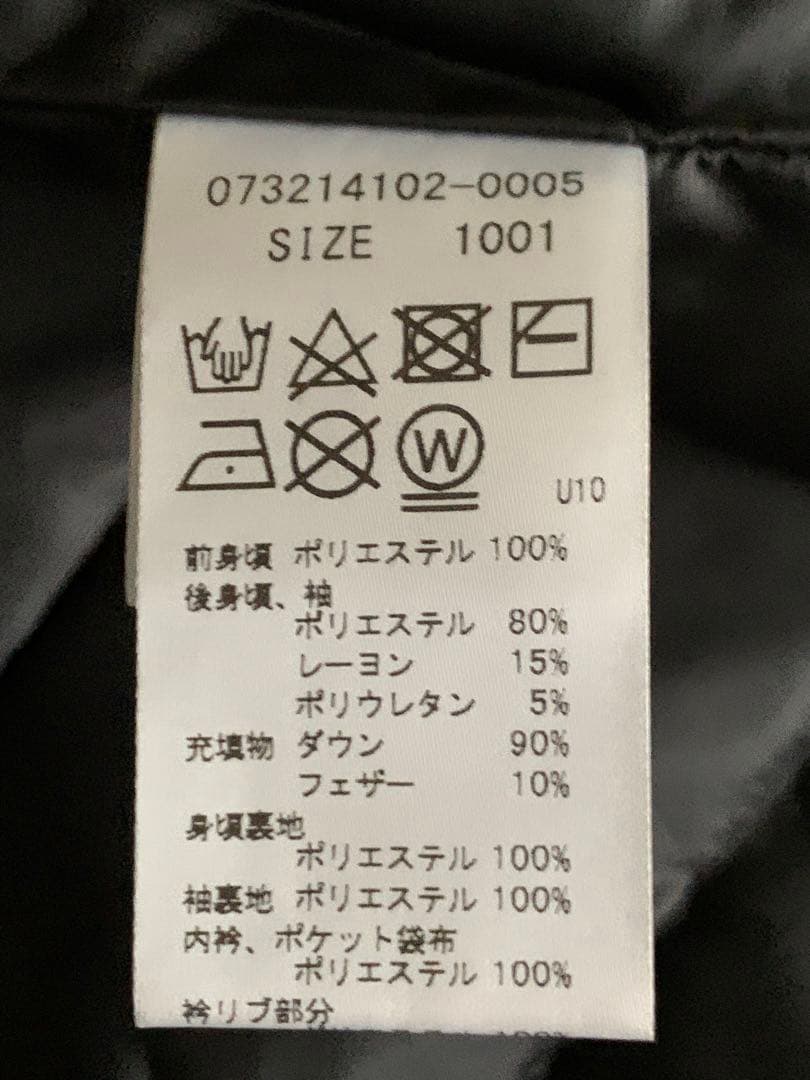 073214102-0005
SIZE 1001
W
U10
前身頃 ポリエステル 100%
後身頃、袖
ポリエステル 80%
レーヨン 15%
ポリウレタン 5%
充填物 ダウン 90%
フェザー 10%
身頃裏地
ポリエステル 100%
袖裏地 ポリエステル 100%
内衿、ポケット袋布
ポリエステル 100%
衿リブ部分